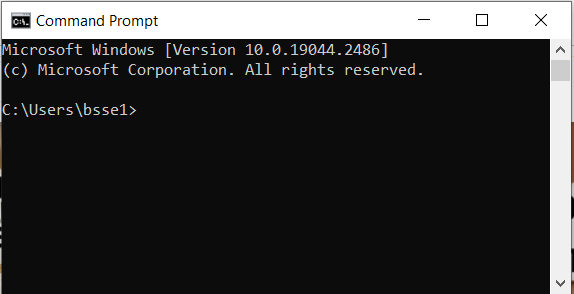 Command Prompt
Microsoft Windows [Version 10.0.19044.2486]
(c) Microsoft Corporation. All rights reserved.
C:\Users\bsse1>